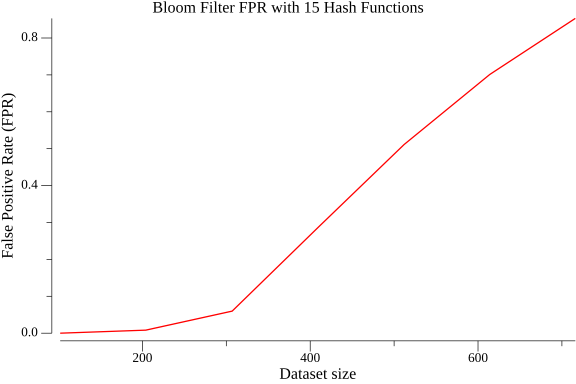 Bloom Filter FPR with 15 Hash Functions
0.8
0.4
0.0
False Positive Rate (FPR)
200
400
600
Dataset size